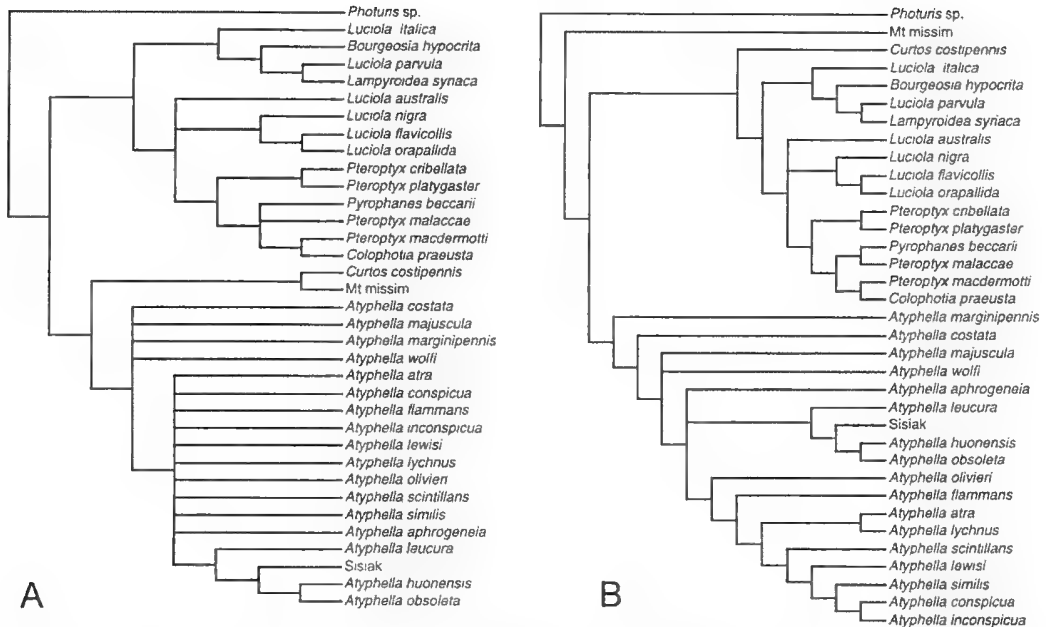 Photuris sp.
Luciola italica
Bourgeosia hypocrita
Luciola parvula
Lampyroidea syriaca
Luciola australis
Luciola nigra
Luciola flavicollis
Luciola orapallida
Pteroptyx cribellata
Pteroptyx platygaster
Pyrophanes beccarii
Pteroptyx malaccae
Pteroptyx macdermotti
Colophotia praeusta
Curtos costipennis
Mt missim
Atyphella costata
Atyphella majuscula
Atyphella marginipennis
Atyphella wolfi
Atyphella atra
Atyphella conspicua
Atyphella flammans
Atyphella inconspicua
Atyphella lewisi
Atyphella lychnus
Atyphella olivieri
Atyphella scintillans
Atyphella similis
Atyphella aphrogeneia
Atyphella leucura
Sisiak
Atyphella huonensis
Atyphella obsoleta
A
Photuris sp.
Mt missim
Curtos costipennis
Luciola italica
Bourgeosia hypocrita
Luciola parvula
Lampyroidea syriaca
Luciola australis
Luciola nigra
Luciola flavicollis
Luciola orapallida
Pteroptyx cribellata
Pteroptyx platygaster
Pyrophanes beccarii
Pteroptyx malaccae
Pteroptyx macdermotti
Colophotia praeusta
Atyphella marginipennis
Atyphella costata
Atyphella majuscula
Atyphella wolfi
Atyphella aphrogeneia
Atyphella leucura
Sisiak
Atyphella huonensis
Atyphella obsoleta
Atyphella olivieri
Atyphella flammans
Atyphella atra
Atyphella lychnus
Atyphella scintillans
Atyphella lewisi
Atyphella similis
Atyphella conspicua
Atyphella inconspicua
B